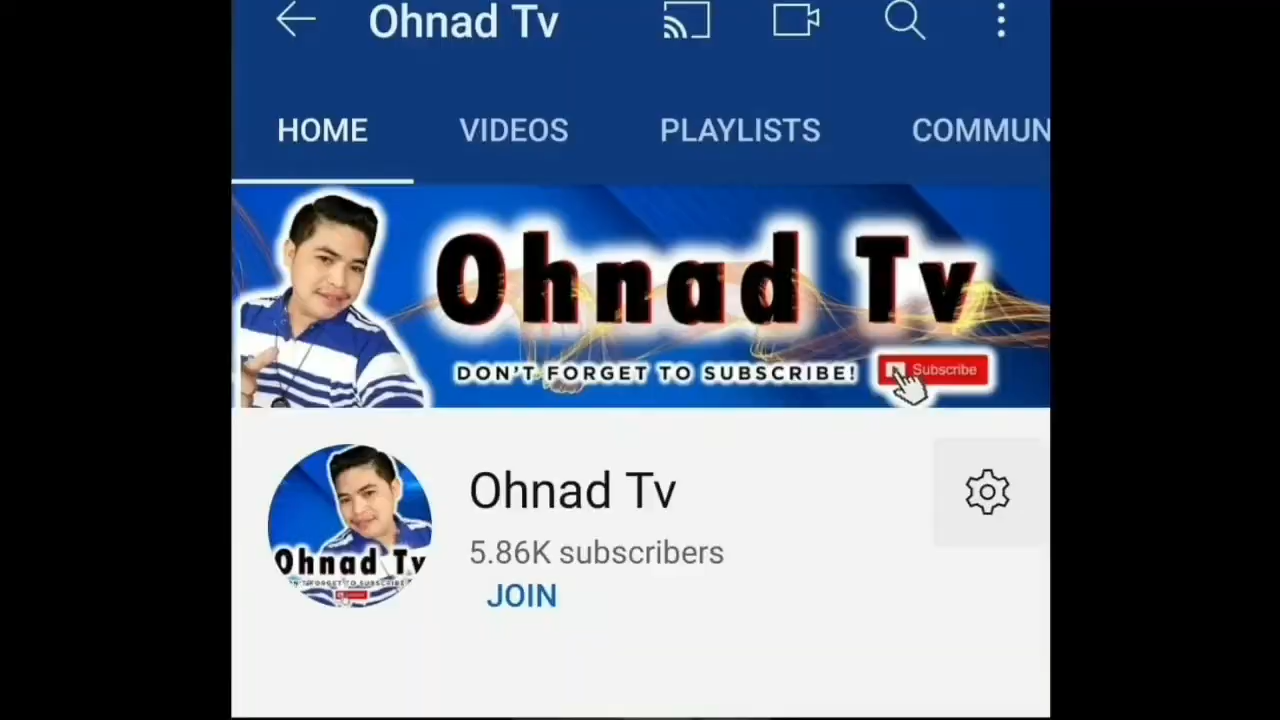 Ohnad Tv
HOME VIDEOS PLAYLISTS COMMUN
Ohnad Tv
DON'T FORGET TO SUBSCRIBE! Subscribe
Ohnad Tv
5.86K subscribers
JOIN
Ohnad Tv